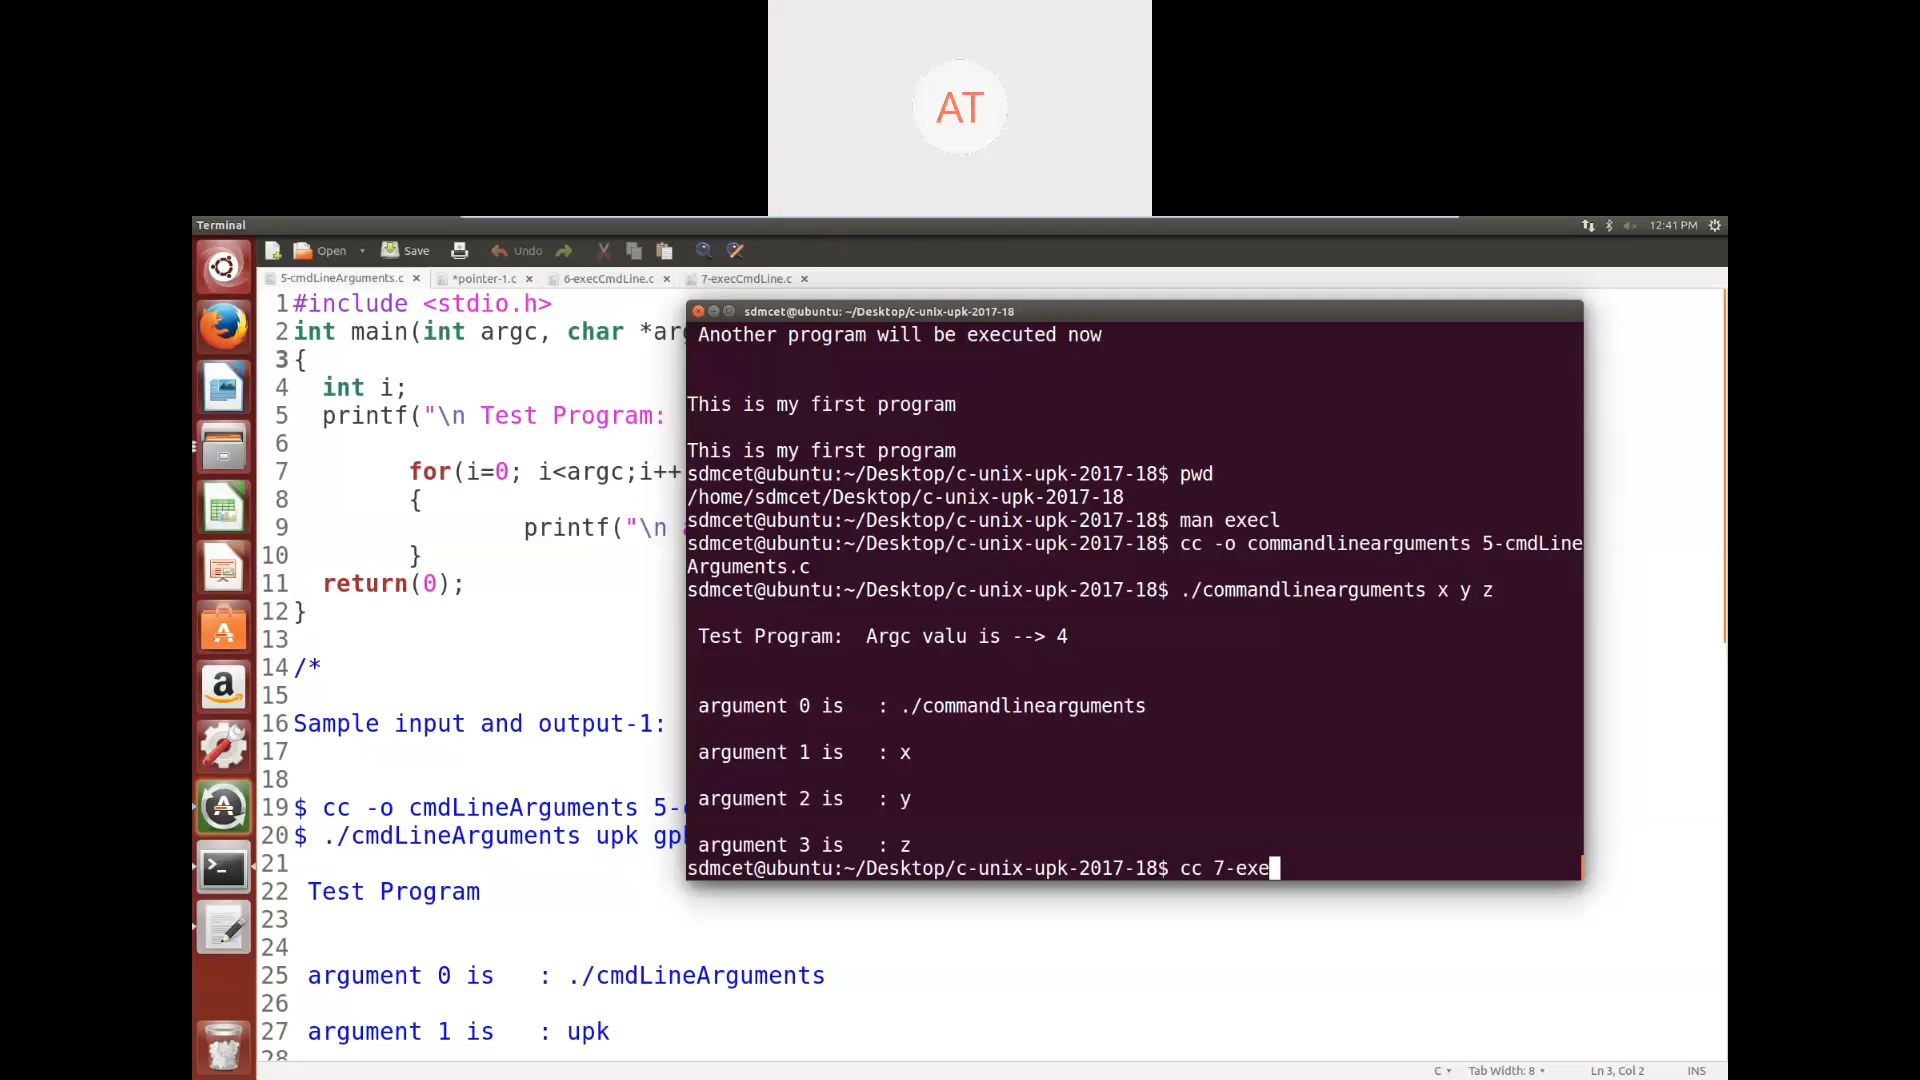 AT
Terminal
12:41 PM
Open
Save
Undo
5-cmdLineArguments.c
*pointer-1.c
6-execCmdLine.c
7-execCmdLine.c
1 #include <stdio.h>
2 int main(int argc, char *arg
3 {
4 int i;
5 printf("\n Test Program:
6
7 for(i=0; i<argc;i++
8 {
9 printf("\n
10 }
11 return(0);
12 }
13
14 /*
15
16 Sample input and output-1:
17
18
19 $ cc -o cmdLineArguments 5-
20 $ ./cmdLineArguments upk
21
22 Test Program
23
24
25 argument 0 is : ./cmdLineArguments
26
27 argument 1 is : upk
28
sdmcet@ubuntu: ~/Desktop/c-unix-upk-2017-18
Another program will be executed now
This is my first program
This is my first program
sdmcet@ubuntu:~/Desktop/c-unix-upk-2017-18$ pwd
/home/sdmcet/Desktop/c-unix-upk-2017-18
sdmcet@ubuntu:~/Desktop/c-unix-upk-2017-18$ man execl
sdmcet@ubuntu:~/Desktop/c-unix-upk-2017-18$ cc -o commandlinearguments 5-cmdLine
Arguments.c
sdmcet@ubuntu:~/Desktop/c-unix-upk-2017-18$ ./commandlinearguments x y z
Test Program: Argc valu is --> 4
argument 0 is : ./commandlinearguments
argument 1 is : x
argument 2 is : y
argument 3 is : z
sdmcet@ubuntu:~/Desktop/c-unix-upk-2017-18$ cc 7-exe
C
Tab Width: 8
Ln 3, Col 2
INS